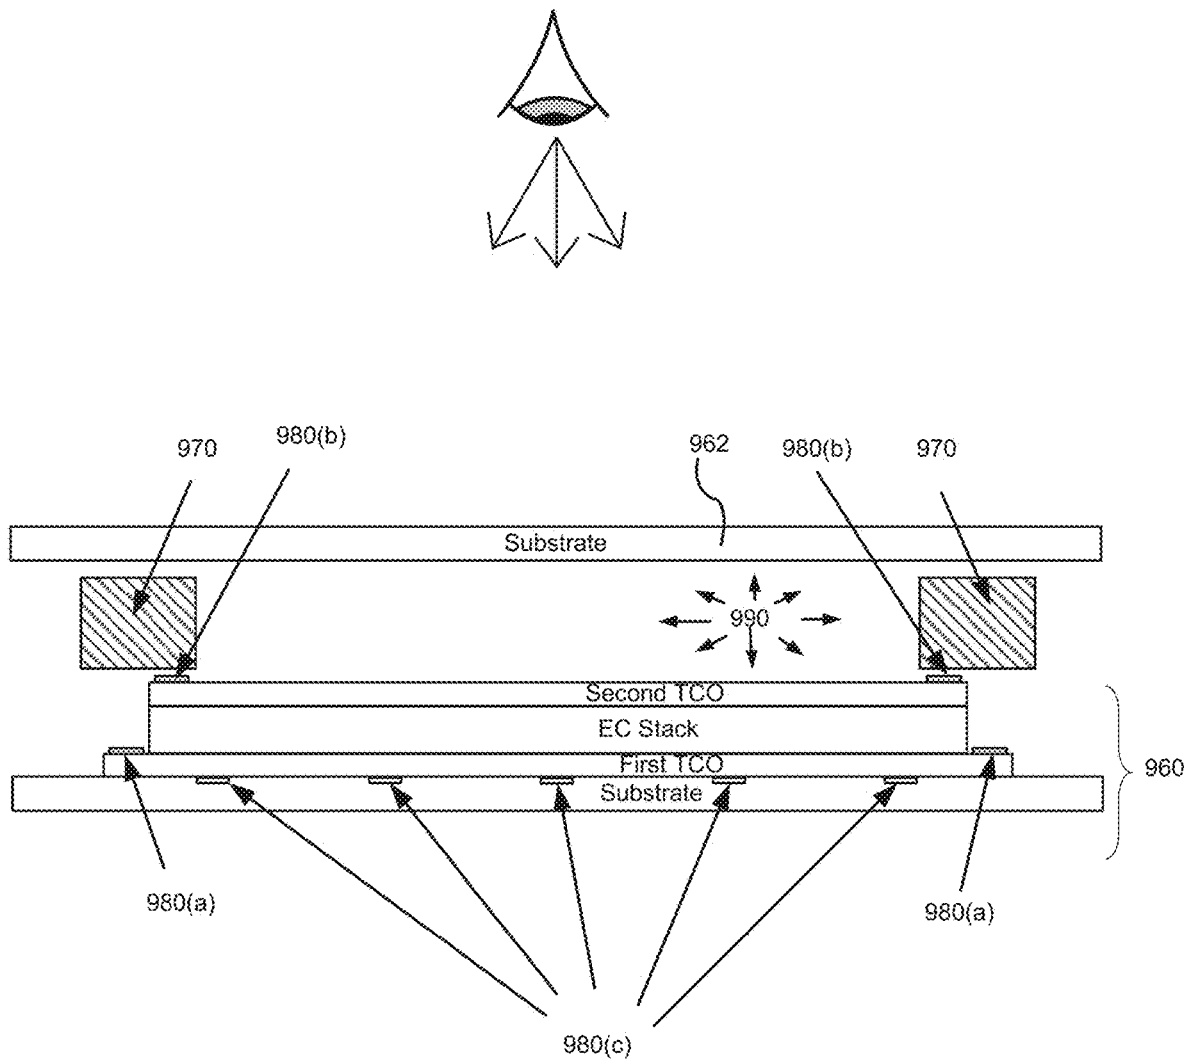 980(b)
970
962
980(b)
970
Substrate
990
Second TCO
EC Stack
First TCO
960
Substrate
980(a)
980(a)
980(c)